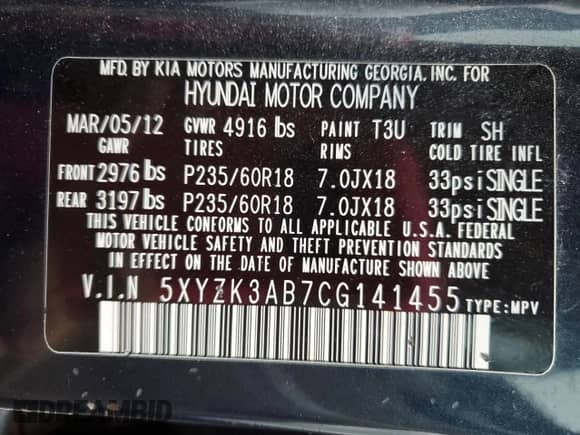 MFD. BY KIA MOTORS MANUFACTURING GEORGIA, INC. FOR
HYUNDAI MOTOR COMPANY
MAR/05/12 GVWR 4916 lbs PAINT T3U TRIM SH
GAWR TIRES RIMS COLD TIRE INFL
FRONT 2976 lbs P235/60R18 7.0JX18 33psi SINGLE
REAR 3197 lbs P235/60R18 7.0JX18 33psi SINGLE
THIS VEHICLE CONFORMS TO ALL APPLICABLE U.S.A. FEDERAL
MOTOR VEHICLE SAFETY AND THEFT PREVENTION STANDARDS
IN EFFECT ON THE DATE OF MANUFACTURE SHOWN ABOVE
V.I.N 5XYZK3AB7CG141455 TYPE:MPV
DREAMBID